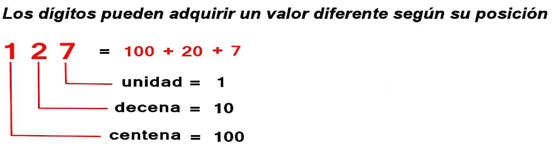 Los dígitos pueden adquirir un valor diferente según su posición
1 2 7 = 100 + 20 + 7
unidad = 1
decena = 10
centena = 100